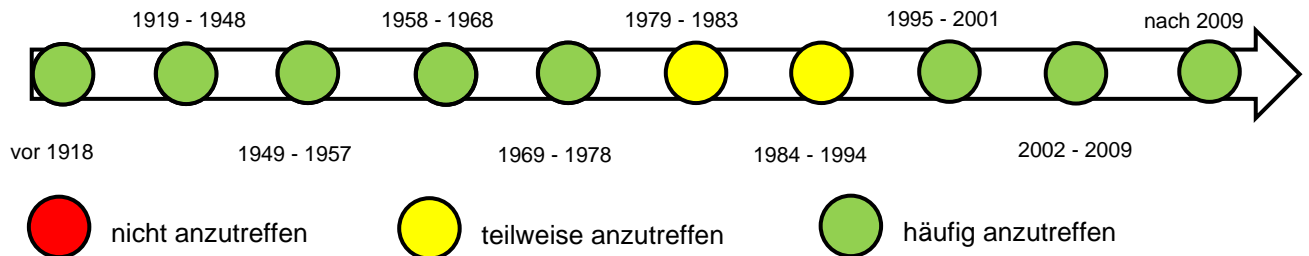 1919 - 1948 1958 - 1968 1979 - 1983 1995 - 2001 nach 2009
vor 1918 1949 - 1957 1969 - 1978 1984 - 1994 2002 - 2009
nicht anzutreffen teilweise anzutreffen häufig anzutreffen